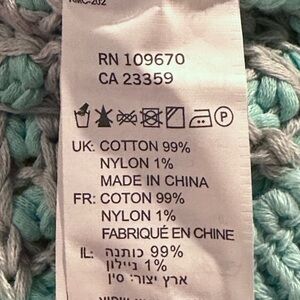 RN 109670
CA 23359
UK: COTTON 99%
NYLON 1%
MADE IN CHINA
FR: COTON 99%
NYLON 1%
FABRIQUÉ EN CHINE
IL: 99% כותנה
1% ניילון
ארץ יצור: סין